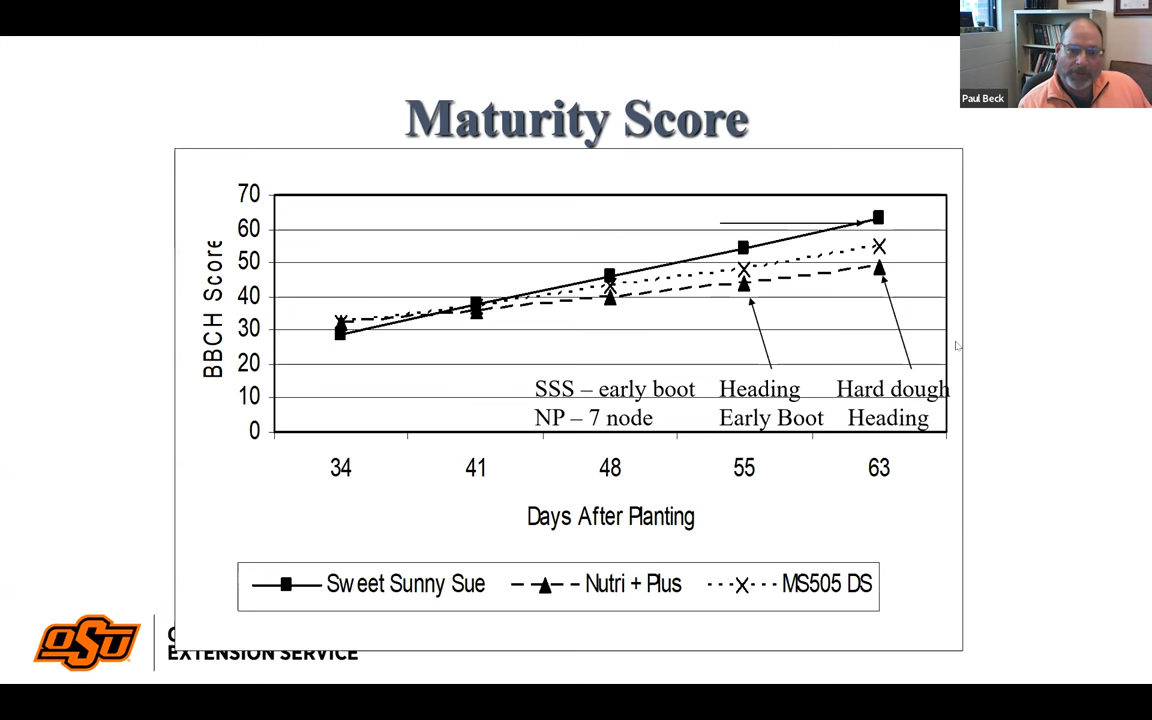 Paul Beck
Maturity Score
70
60
50
40
30
20
10
0
BBCH Score
SSS – early boot Heading Hard dough
NP – 7 node Early Boot Heading
34 41 48 55 63
Days After Planting
Sweet Sunny Sue Nutri + Plus MS505 DS
OSU
EXTENSION SERVICE